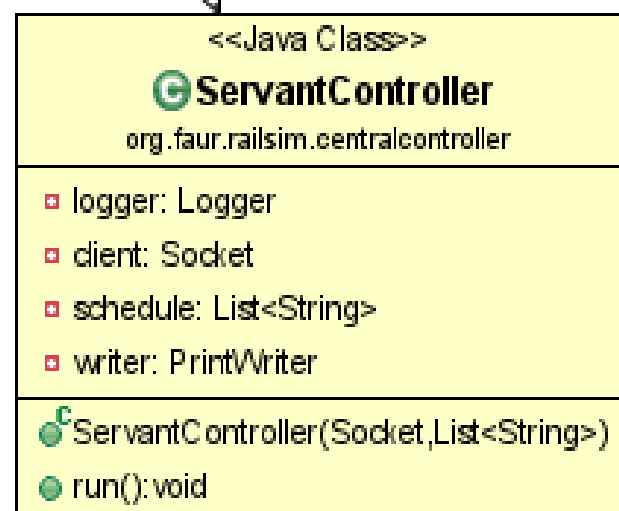 <<Java Class>>
ServantController
org.faur.railsim.centralcontroller
logger: Logger
client: Socket
schedule: List<String>
writer: PrintWriter
ServantController(Socket,List<String>)
run():void